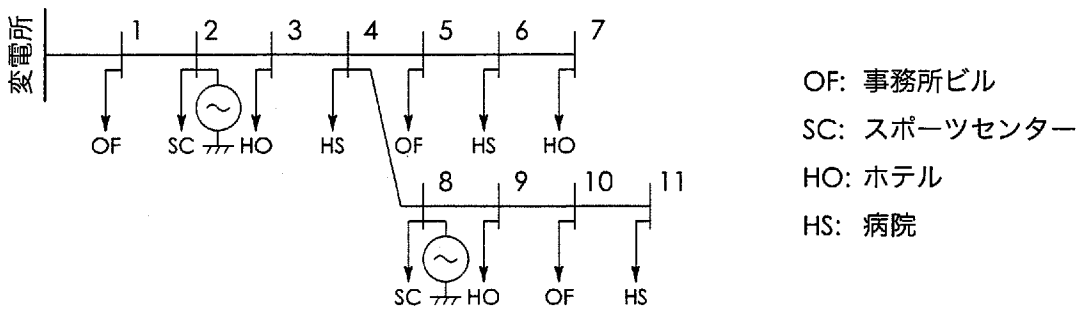 変電所
1 2 3 4 5 6 7
OF SC HO HS OF HS HO
8 9 10 11
SC HO OF HS
OF: 事務所ビル
SC: スポーツセンター
HO: ホテル
HS: 病院